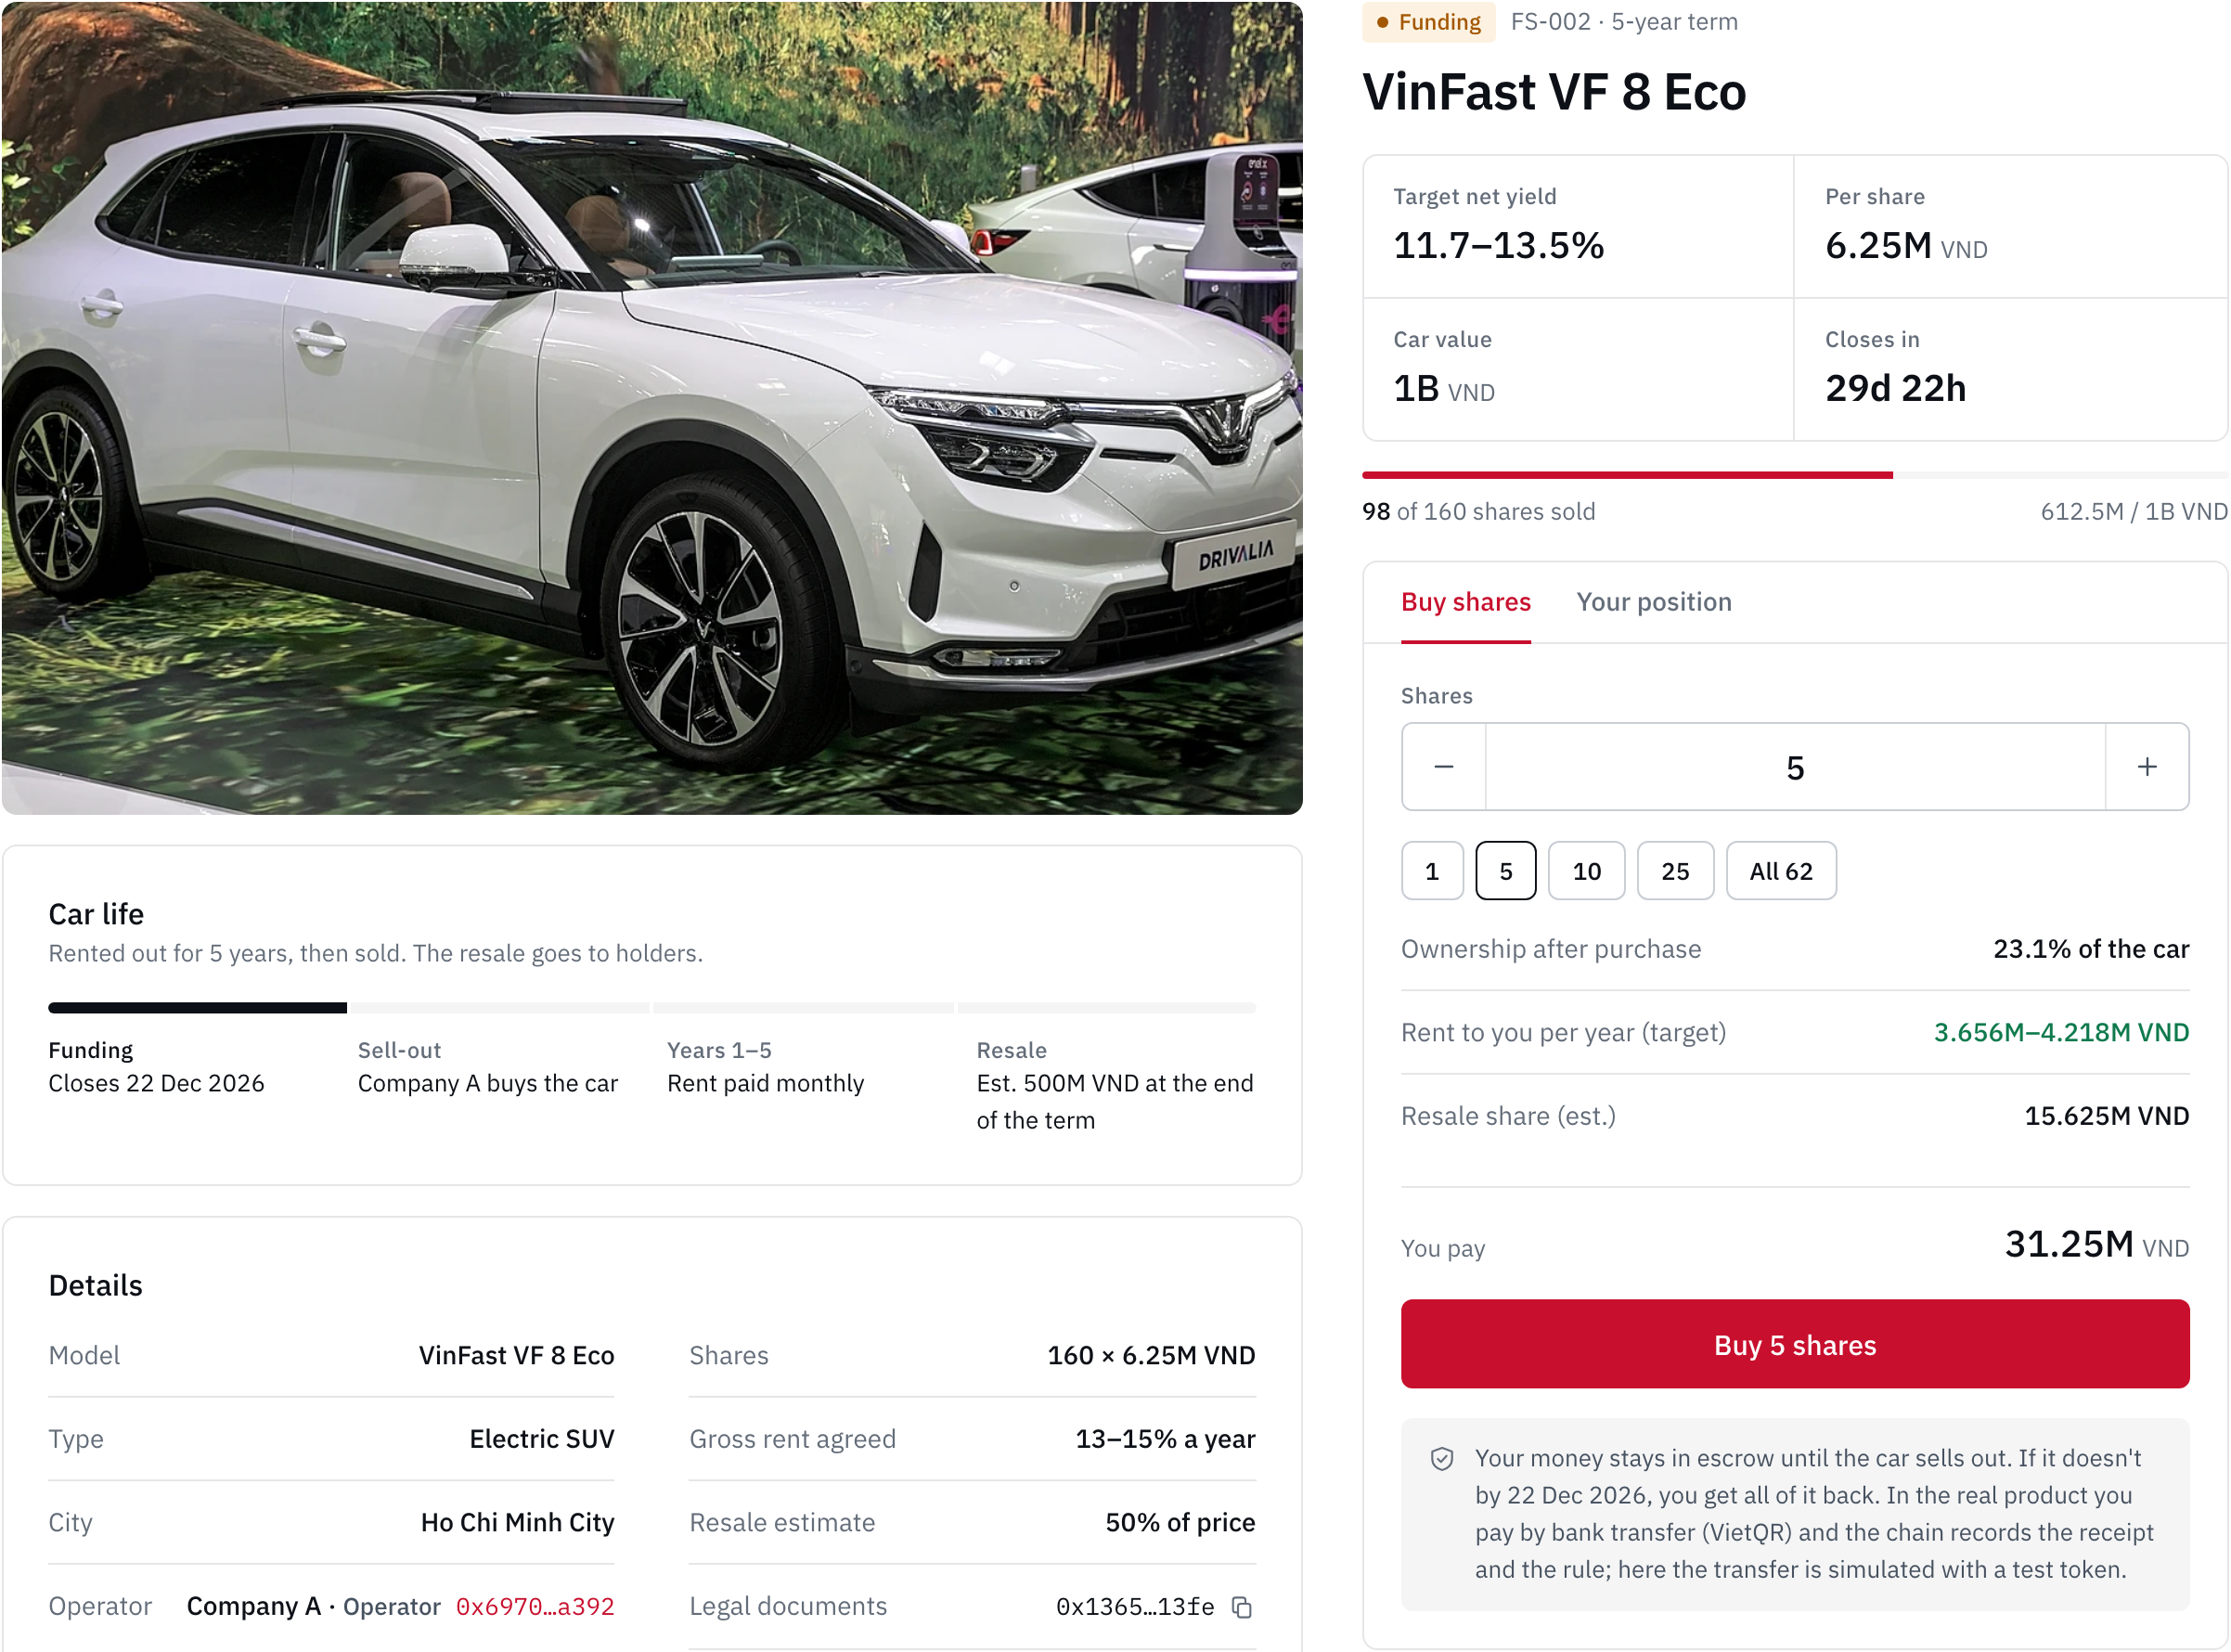 enel x
DRIVALIA
Car life
Rented out for 5 years, then sold. The resale goes to holders.
Funding
Closes 22 Dec 2026
Sell-out
Company A buys the car
Years 1–5
Rent paid monthly
Resale
Est. 500M VND at the end
of the term
Details
Model VinFast VF 8 Eco
Type Electric SUV
City Ho Chi Minh City
Operator Company A · Operator 0x6970…a392
Shares 160 × 6.25M VND
Gross rent agreed 13–15% a year
Resale estimate 50% of price
Legal documents 0x1365…13fe
Funding FS-002 · 5-year term
VinFast VF 8 Eco
Target net yield
11.7–13.5%
Per share
6.25M VND
Car value
1B VND
Closes in
29d 22h
98 of 160 shares sold 612.5M / 1B VND
Buy shares Your position
Shares
− 5 +
1 5 10 25 All 62
Ownership after purchase 23.1% of the car
Rent to you per year (target) 3.656M–4.218M VND
Resale share (est.) 15.625M VND
You pay 31.25M VND
Buy 5 shares
Your money stays in escrow until the car sells out. If it doesn't
by 22 Dec 2026, you get all of it back. In the real product you
pay by bank transfer (VietQR) and the chain records the receipt
and the rule; here the transfer is simulated with a test token.